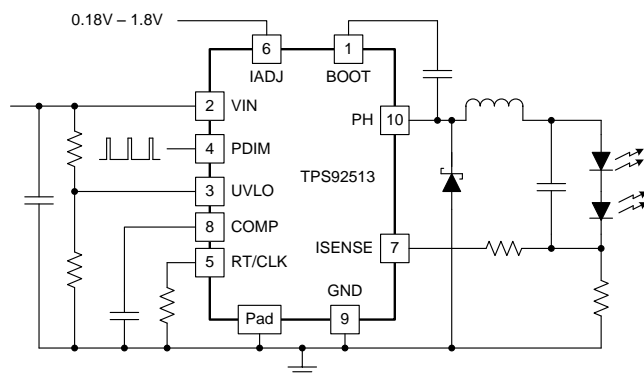 0.18V – 1.8V
6
1
IADJ
BOOT
2
VIN
PH
10
4
PDIM
TPS92513
3
UVLO
8
COMP
ISENSE
7
5
RT/CLK
GND
Pad
9